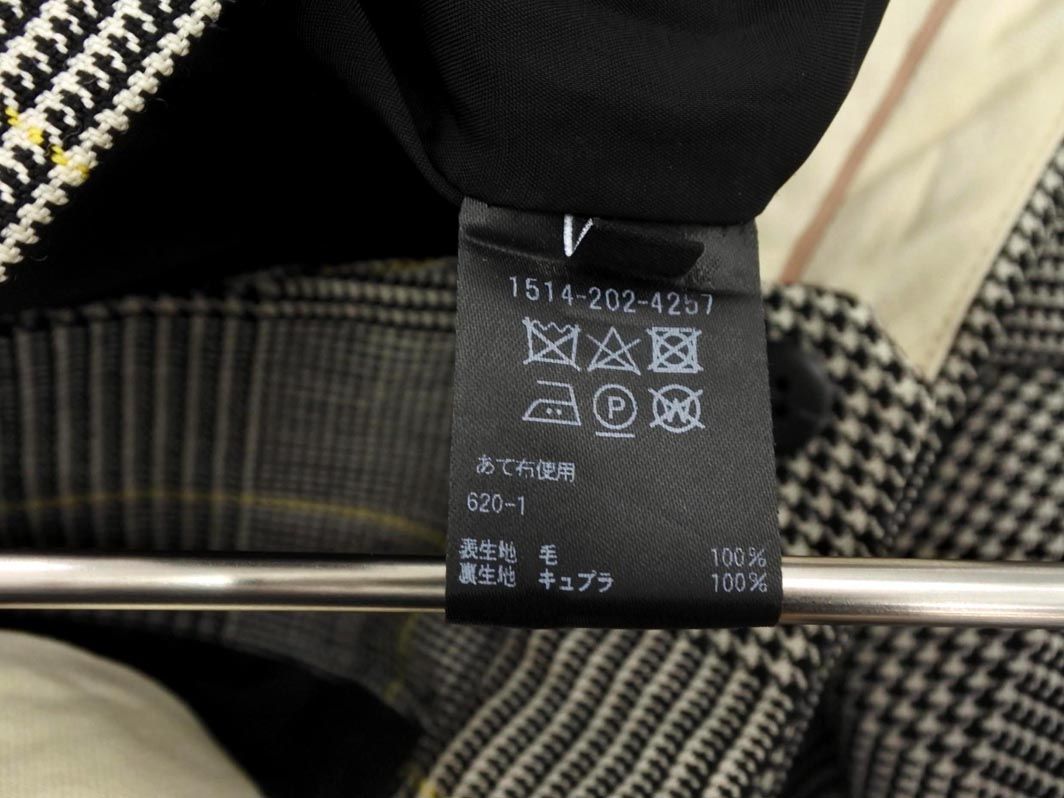 1514-202-4257
P
W
あて布使用
620-1
表生地 毛 100%
裏生地 キュプラ 100%